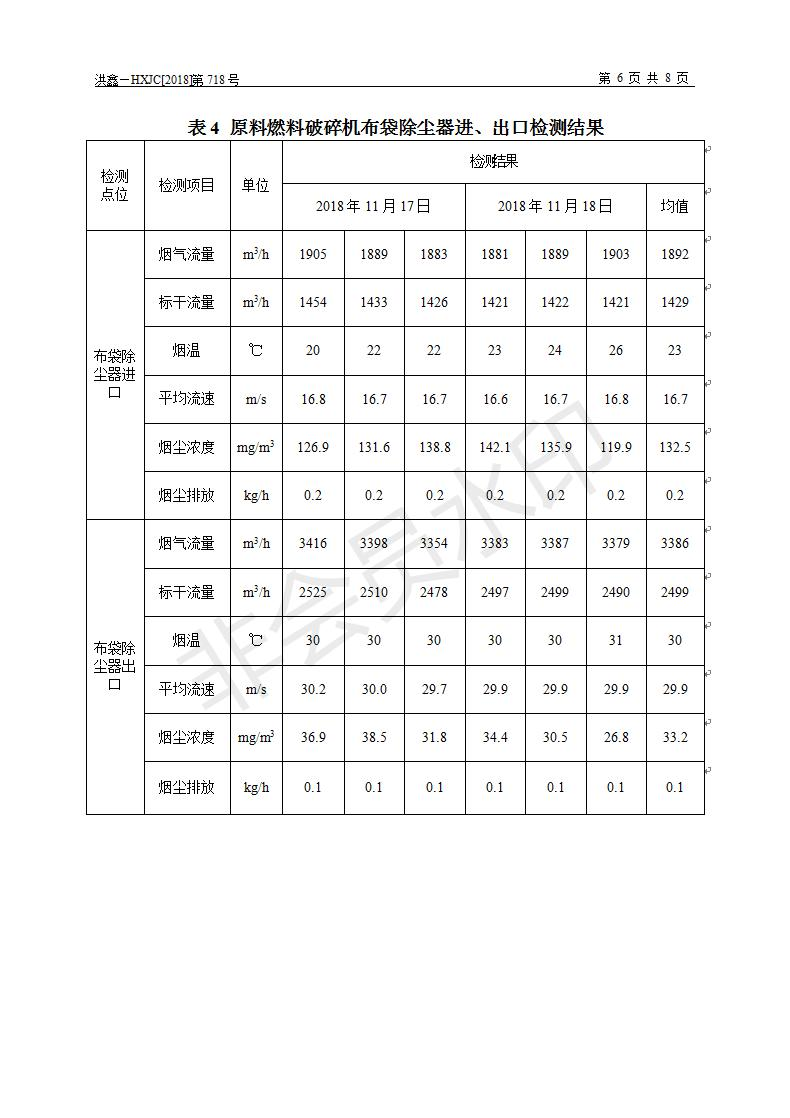 洪鑫－HXJC[2018]第 718 号 第 6 页 共 8 页
表 4 原料燃料破碎机布袋除尘器进、出口检测结果
检测点位 检测项目 单位 检测结果
2018 年 11 月 17 日 2018 年 11 月 18 日 均值
布袋除尘器进口
烟气流量 m³/h 1905 1889 1883 1881 1889 1903 1892
标干流量 m³/h 1454 1433 1426 1421 1422 1421 1429
烟温 ℃ 20 22 22 23 24 26 23
平均流速 m/s 16.8 16.7 16.7 16.6 16.7 16.8 16.7
烟尘浓度 mg/m³ 126.9 131.6 138.8 142.1 135.9 119.9 132.5
烟尘排放 kg/h 0.2 0.2 0.2 0.2 0.2 0.2 0.2
布袋除尘器出口
烟气流量 m³/h 3416 3398 3354 3383 3387 3379 3386
标干流量 m³/h 2525 2510 2478 2497 2499 2490 2499
烟温 ℃ 30 30 30 30 30 31 30
平均流速 m/s 30.2 30.0 29.7 29.9 29.9 29.9 29.9
烟尘浓度 mg/m³ 36.9 38.5 31.8 34.4 30.5 26.8 33.2
烟尘排放 kg/h 0.1 0.1 0.1 0.1 0.1 0.1 0.1
非会员水印